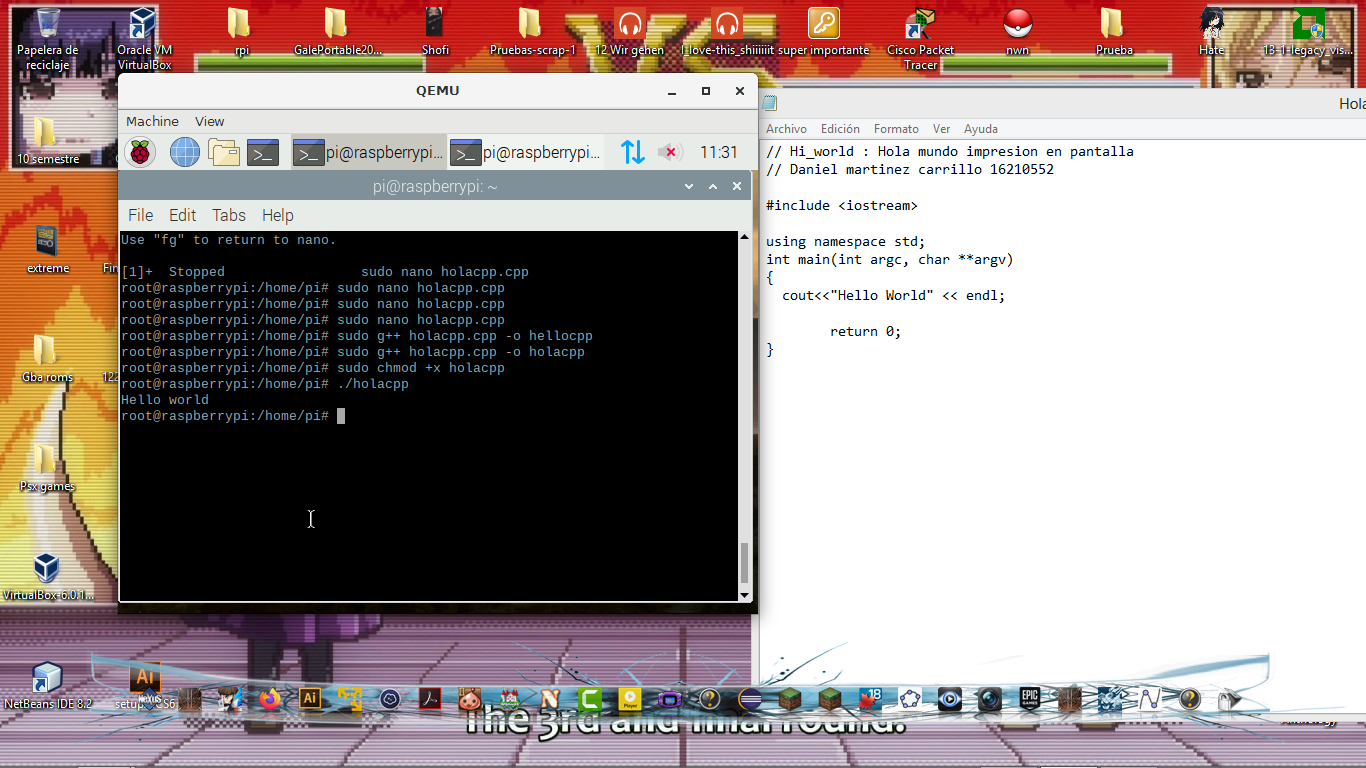 Papelera de
reciclaje
Oracle VM
VirtualBox
rpi
GalePortable20...
Shofi
Pruebas-scrap-1
12 Wir gehen
I-love-this_shiiiiiit
super importante
Cisco Packet
Tracer
nwn
Prueba
Hate
13-1-legacy_vis...
10 semestre
extreme
Gba roms
Psx games
VirtualBox-6.0.1...
NetBeans IDE 8.2
QEMU
Machine View
pi@raspberrypi... pi@raspberrypi... 11:31
pi@raspberrypi: ~
File Edit Tabs Help
Use "fg" to return to nano.
[1]+ Stopped sudo nano holacpp.cpp
root@raspberrypi:/home/pi# sudo nano holacpp.cpp
root@raspberrypi:/home/pi# sudo nano holacpp.cpp
root@raspberrypi:/home/pi# sudo nano holacpp.cpp
root@raspberrypi:/home/pi# sudo g++ holacpp.cpp -o hellocpp
root@raspberrypi:/home/pi# sudo g++ holacpp.cpp -o holacpp
root@raspberrypi:/home/pi# sudo chmod +x holacpp
root@raspberrypi:/home/pi# ./holacpp
Hello world
root@raspberrypi:/home/pi#
Hola
Archivo Edición Formato Ver Ayuda
// Hi_world : Hola mundo impresion en pantalla
// Daniel martinez carrillo 16210552
#include <iostream>
using namespace std;
int main(int argc, char **argv)
{
cout<<"Hello World" << endl;
return 0;
}
Ai
Ai
Player
18
EPIC
GAMES
The 3rd and final round.